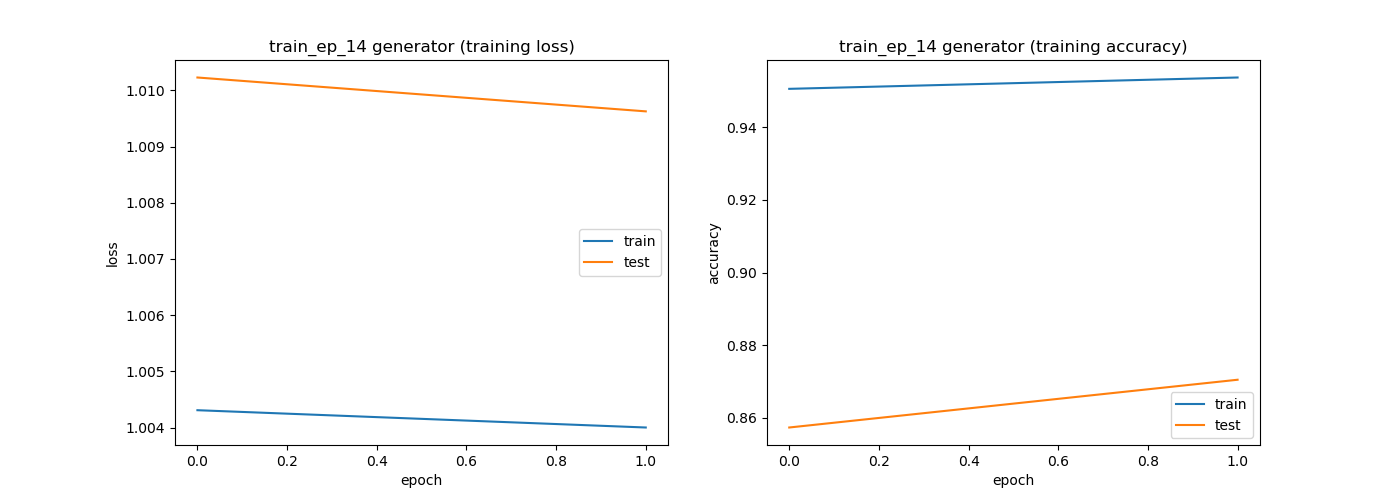 train_ep_14 generator (training loss)
1.010
1.009
1.008
1.007
1.006
1.005
1.004
loss
train
test
0.0 0.2 0.4 0.6 0.8 1.0
epoch
train_ep_14 generator (training accuracy)
0.94
0.92
0.90
0.88
0.86
accuracy
train
test
0.0 0.2 0.4 0.6 0.8 1.0
epoch